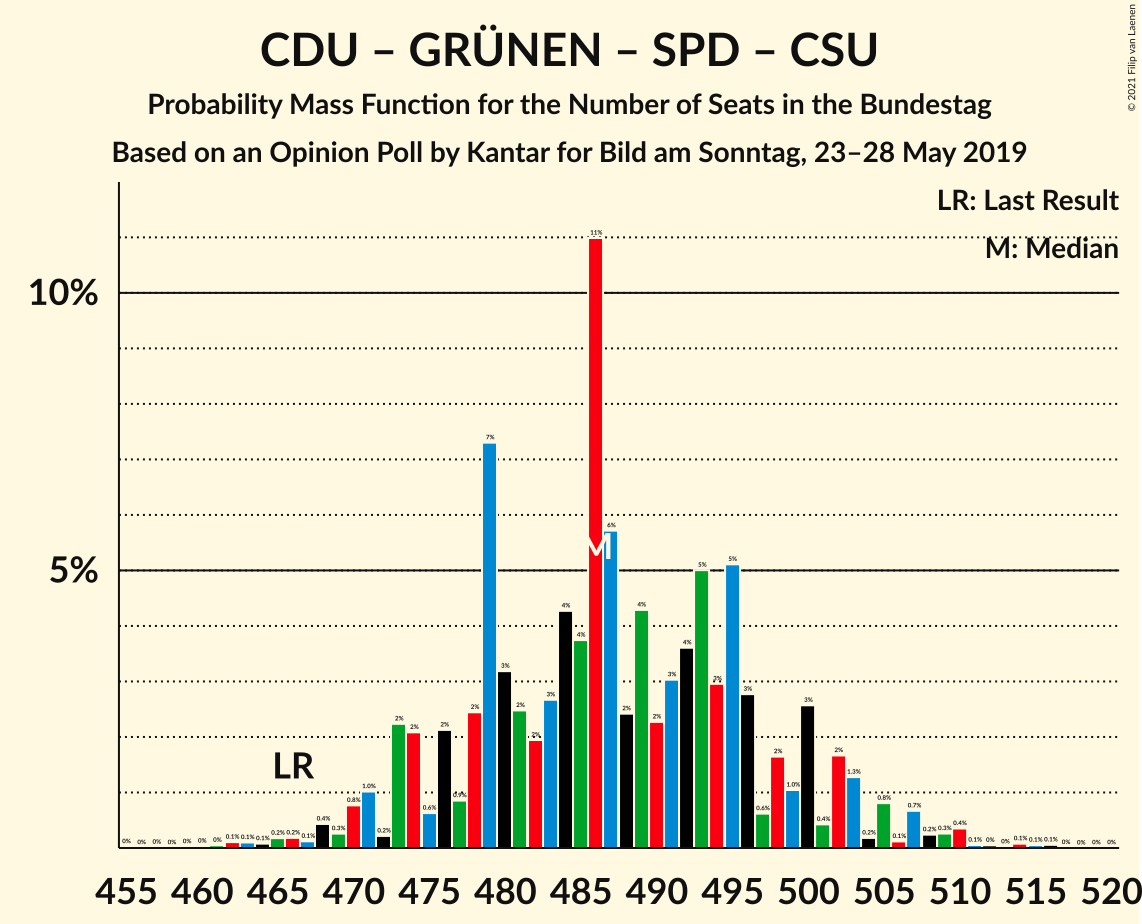 CDU – GRÜNEN – SPD – CSU
Probability Mass Function for the Number of Seats in the Bundestag
Based on an Opinion Poll by Kantar for Bild am Sonntag, 23–28 May 2019
© 2021 Filip van Laenen
LR: Last Result
M: Median
10%
5%
LR
M
0% 0% 0% 0% 0% 0% 0% 0.1% 0.1% 0.1% 0.2% 0.2% 0.1% 0.4% 0.3% 0.8% 1.0% 0.2% 2% 2% 0.6% 2% 0.9% 2% 7% 3% 2% 2% 3% 4% 4% 11% 6% 2% 4% 2% 3% 4% 5% 3% 5% 3% 0.6% 2% 1.0% 3% 0.4% 2% 1.3% 0.2% 0.8% 0.1% 0.7% 0.2% 0.3% 0.4% 0.1% 0% 0% 0.1% 0.1% 0.1% 0% 0% 0% 0%
455 460 465 470 475 480 485 490 495 500 505 510 515 520